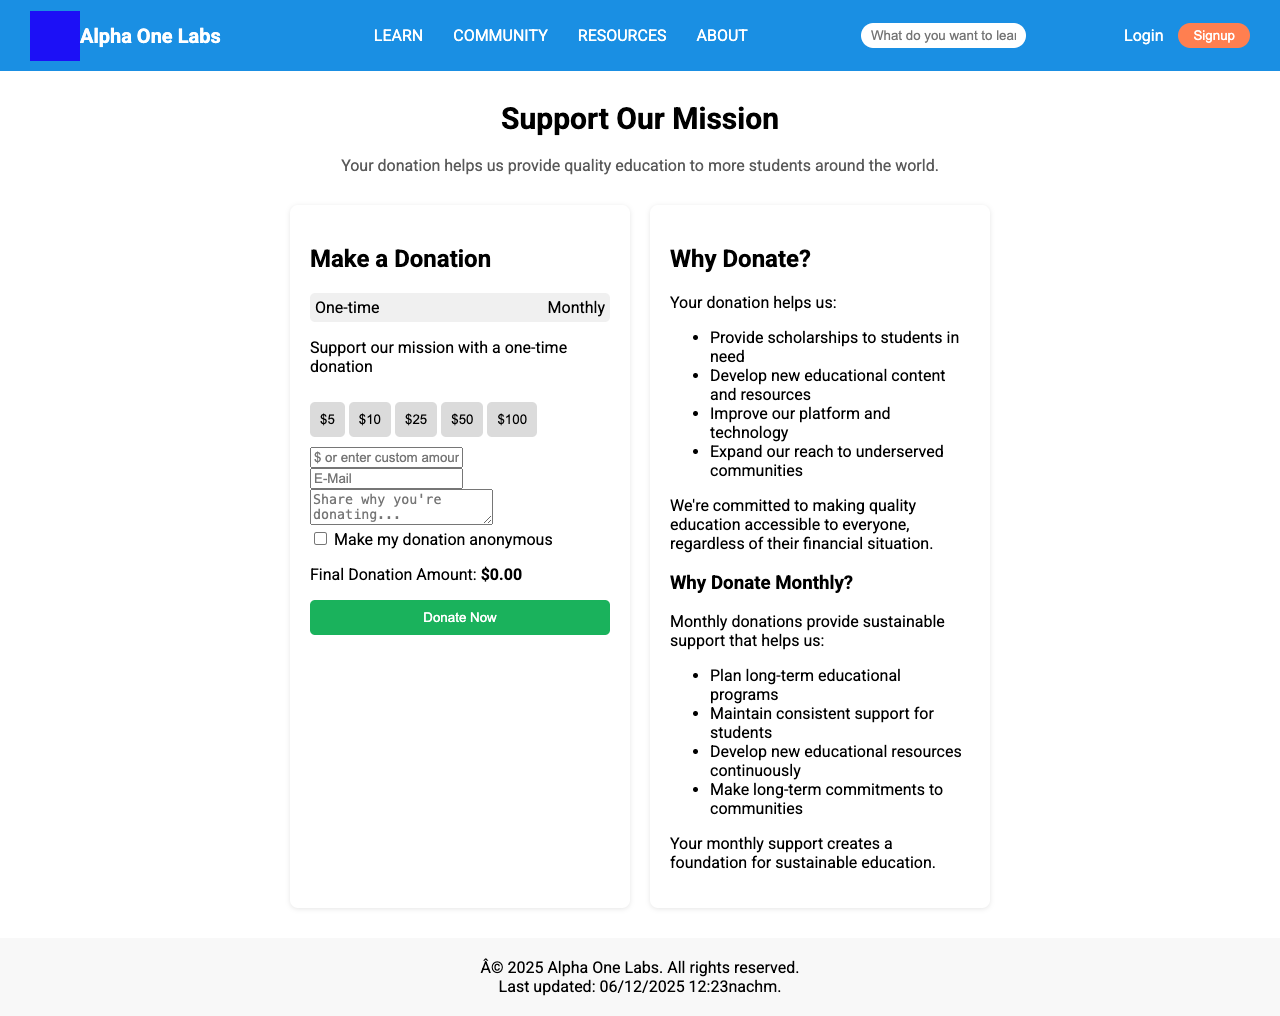 Alpha One Labs
LEARN COMMUNITY RESOURCES ABOUT
What do you want to lear
Login
Signup
Support Our Mission
Your donation helps us provide quality education to more students around the world.
Make a Donation
One-time Monthly
Support our mission with a one-time
donation
$5 $10 $25 $50 $100
$ or enter custom amour
E-Mail
Share why you're
donating...
Make my donation anonymous
Final Donation Amount: $0.00
Donate Now
Why Donate?
Your donation helps us:
• Provide scholarships to students in
need
• Develop new educational content
and resources
• Improve our platform and
technology
• Expand our reach to underserved
communities
We're committed to making quality
education accessible to everyone,
regardless of their financial situation.
Why Donate Monthly?
Monthly donations provide sustainable
support that helps us:
• Plan long-term educational
programs
• Maintain consistent support for
students
• Develop new educational resources
continuously
• Make long-term commitments to
communities
Your monthly support creates a
foundation for sustainable education.
Â© 2025 Alpha One Labs. All rights reserved.
Last updated: 06/12/2025 12:23nachm.